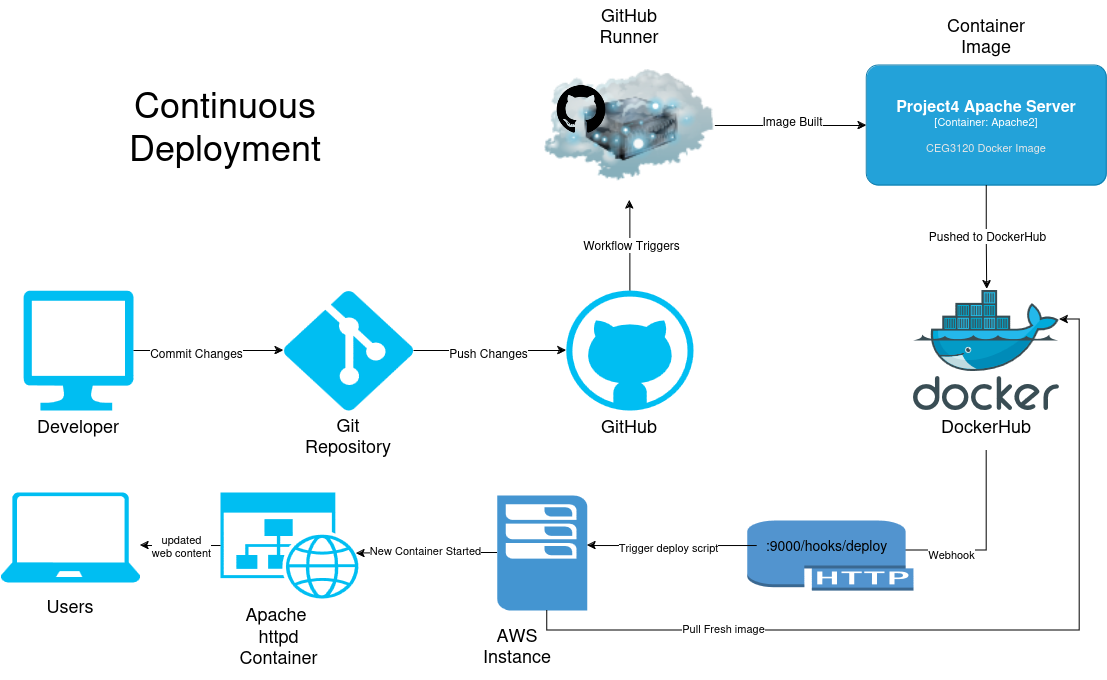 GitHub
Runner
Container
Image
Continuous
Deployment
Project4 Apache Server
[Container: Apache2]
CEG3120 Docker Image
Image Built
Workflow Triggers
Pushed to DockerHub
Commit Changes
Push Changes
docker
Developer
Git
Repository
GitHub
DockerHub
updated
web content
New Container Started
Trigger deploy script
:9000/hooks/deploy
Webhook
HTTP
Users
Apache
httpd
Container
AWS
Instance
Pull Fresh image